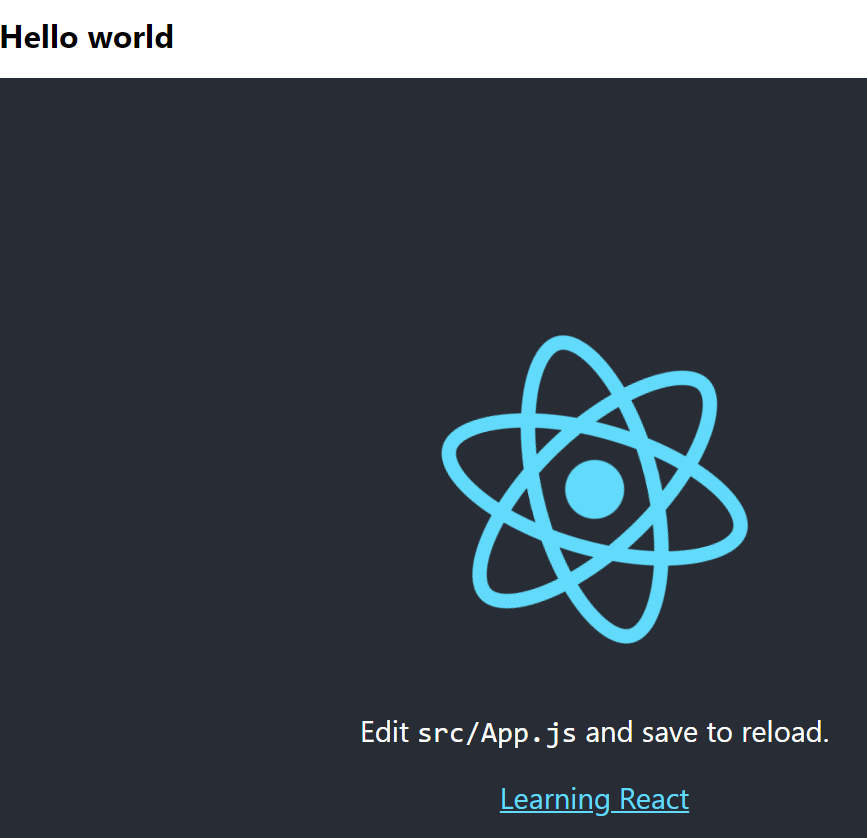 Hello world
Edit src/App.js and save to reload.
Learning React